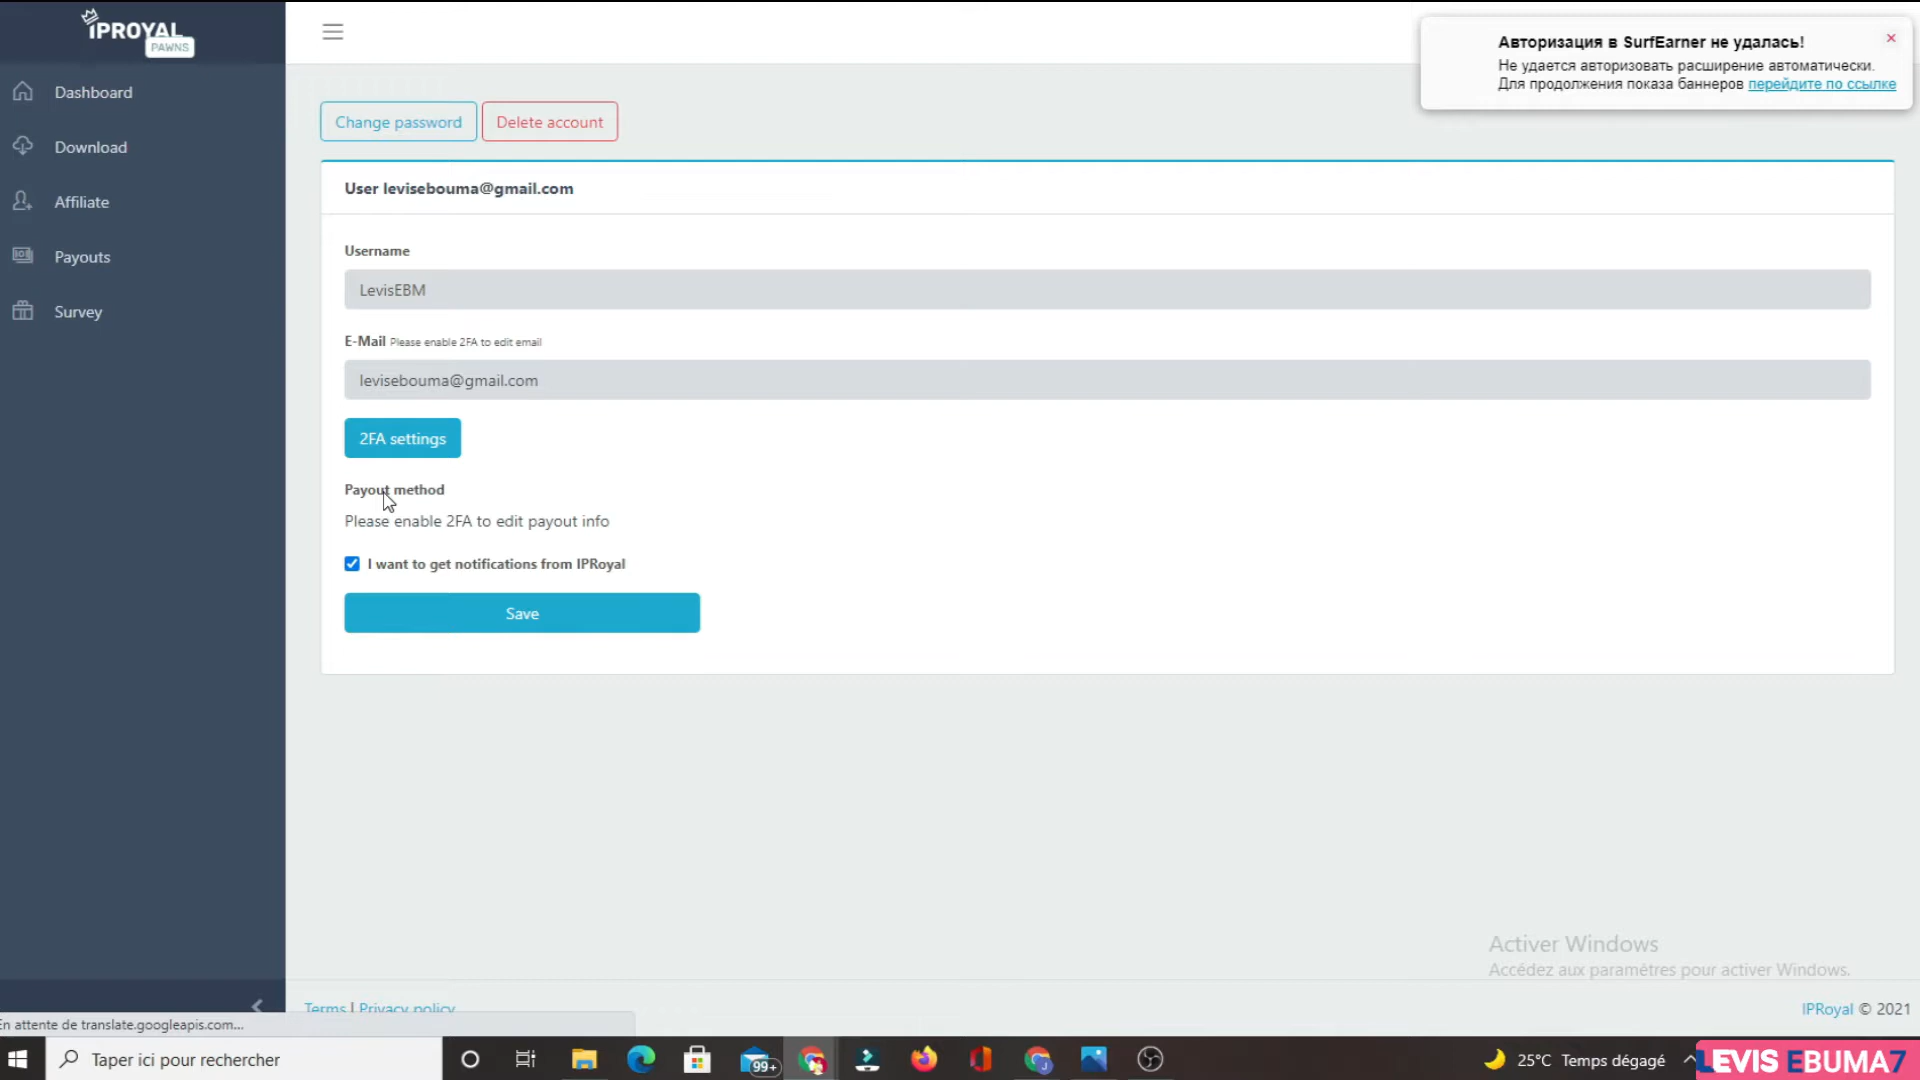 IPROYAL
PAWNS
Dashboard
Download
Affiliate
Payouts
Survey
Авторизация в SurfEarner не удалась!
Не удается авторизовать расширение автоматически.
Для продолжения показа баннеров перейдите по ссылке
Change password
Delete account
User levisebouma@gmail.com
Username
LevisEBM
E-Mail Please enable 2FA to edit email
levisebouma@gmail.com
2FA settings
Payout method
Please enable 2FA to edit payout info
I want to get notifications from IPRoyal
Save
Activer Windows
Accédez aux paramètres pour activer Windows.
Terms | Privacy policy
IPRoyal © 2021
En attente de translate.googleapis.com...
Taper ici pour rechercher
99+
25°C Temps dégagé
LEVIS EBUMA7